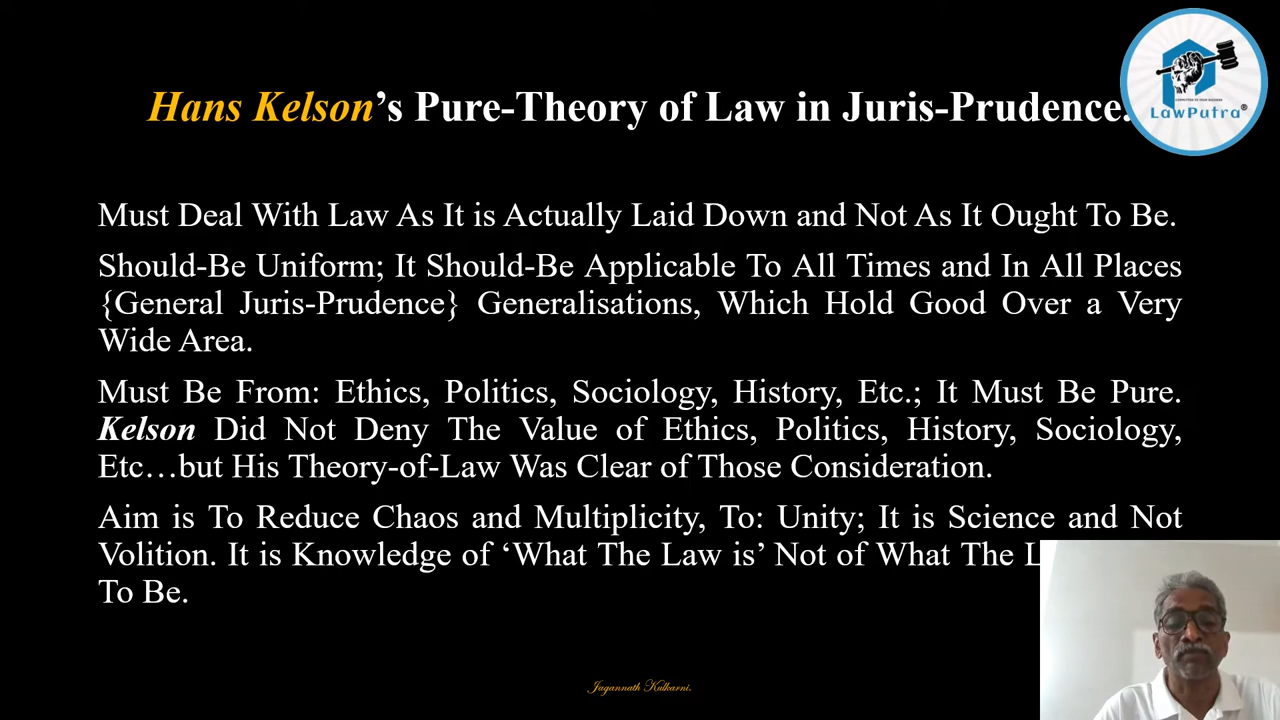 Hans Kelson's Pure-Theory of Law in Juris-Prudence.
LawPutra®
Must Deal With Law As It is Actually Laid Down and Not As It Ought To Be.
Should-Be Uniform; It Should-Be Applicable To All Times and In All Places
{General Juris-Prudence} Generalisations, Which Hold Good Over a Very
Wide Area.
Must Be From: Ethics, Politics, Sociology, History, Etc.; It Must Be Pure.
Kelson Did Not Deny The Value of Ethics, Politics, History, Sociology,
Etc…but His Theory-of-Law Was Clear of Those Consideration.
Aim is To Reduce Chaos and Multiplicity, To: Unity; It is Science and Not
Volition. It is Knowledge of ‘What The Law is’ Not of What The
To Be.
Jagannath Kulkarni.